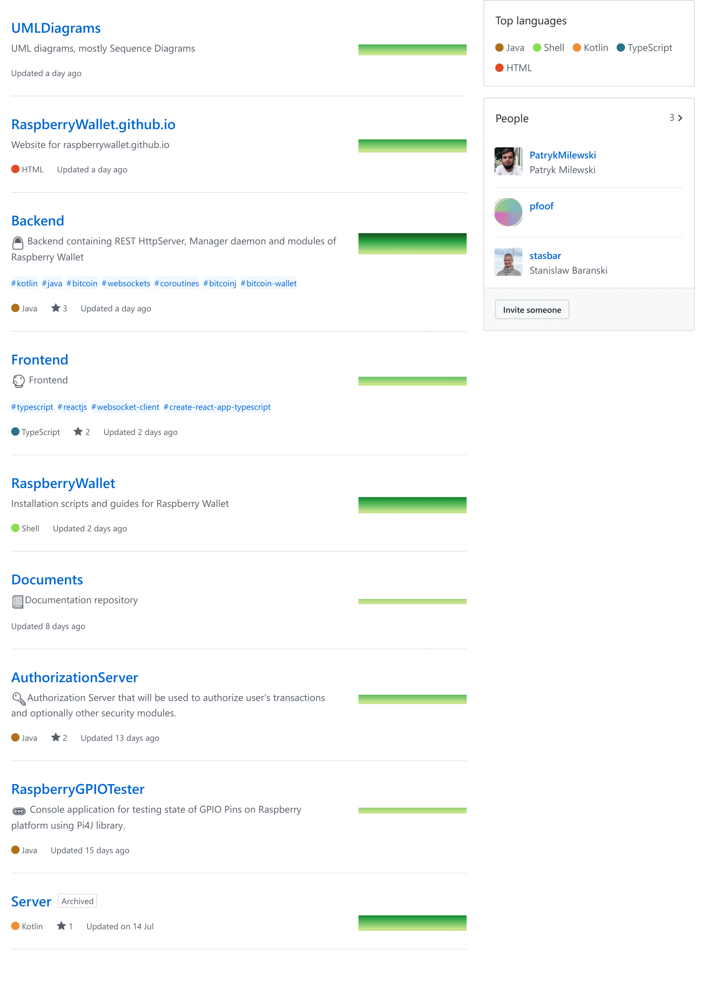 UMLDiagrams
UML diagrams, mostly Sequence Diagrams
Updated a day ago
RaspberryWallet.github.io
Website for raspberrywallet.github.io
HTML Updated a day ago
Backend
Backend containing REST HttpServer, Manager daemon and modules of
Raspberry Wallet
#kotlin #java #bitcoin #websockets #coroutines #bitcoinj #bitcoin-wallet
Java 3 Updated a day ago
Frontend
Frontend
#typescript #reactjs #websocket-client #create-react-app-typescript
TypeScript 2 Updated 2 days ago
RaspberryWallet
Installation scripts and guides for Raspberry Wallet
Shell Updated 2 days ago
Documents
Documentation repository
Updated 8 days ago
AuthorizationServer
Authorization Server that will be used to authorize user's transactions
and optionally other security modules.
Java 2 Updated 13 days ago
RaspberryGPIOTester
Console application for testing state of GPIO Pins on Raspberry
platform using Pi4J library.
Java Updated 15 days ago
Server Archived
Kotlin 1 Updated on 14 Jul
Top languages
Java Shell Kotlin TypeScript
HTML
People 3
PatrykMilewski
Patryk Milewski
pfoof
stasbar
Stanislaw Baranski
Invite someone